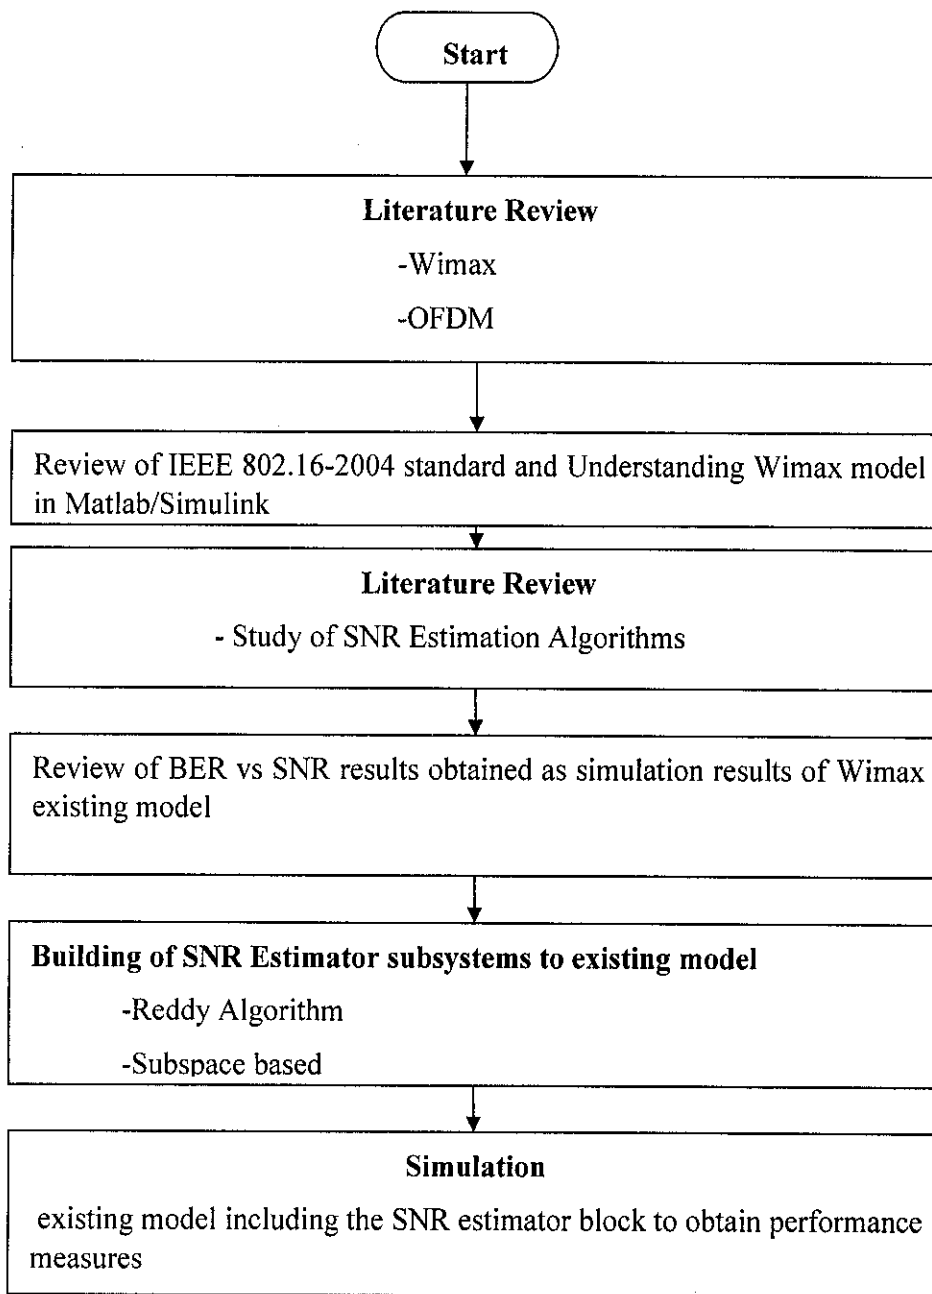 Start
Literature Review
-Wimax
-OFDM
Review of IEEE 802.16-2004 standard and Understanding Wimax model
in Matlab/Simulink
Literature Review
- Study of SNR Estimation Algorithms
Review of BER vs SNR results obtained as simulation results of Wimax
existing model
Building of SNR Estimator subsystems to existing model
-Reddy Algorithm
-Subspace based
Simulation
existing model including the SNR estimator block to obtain performance
measures